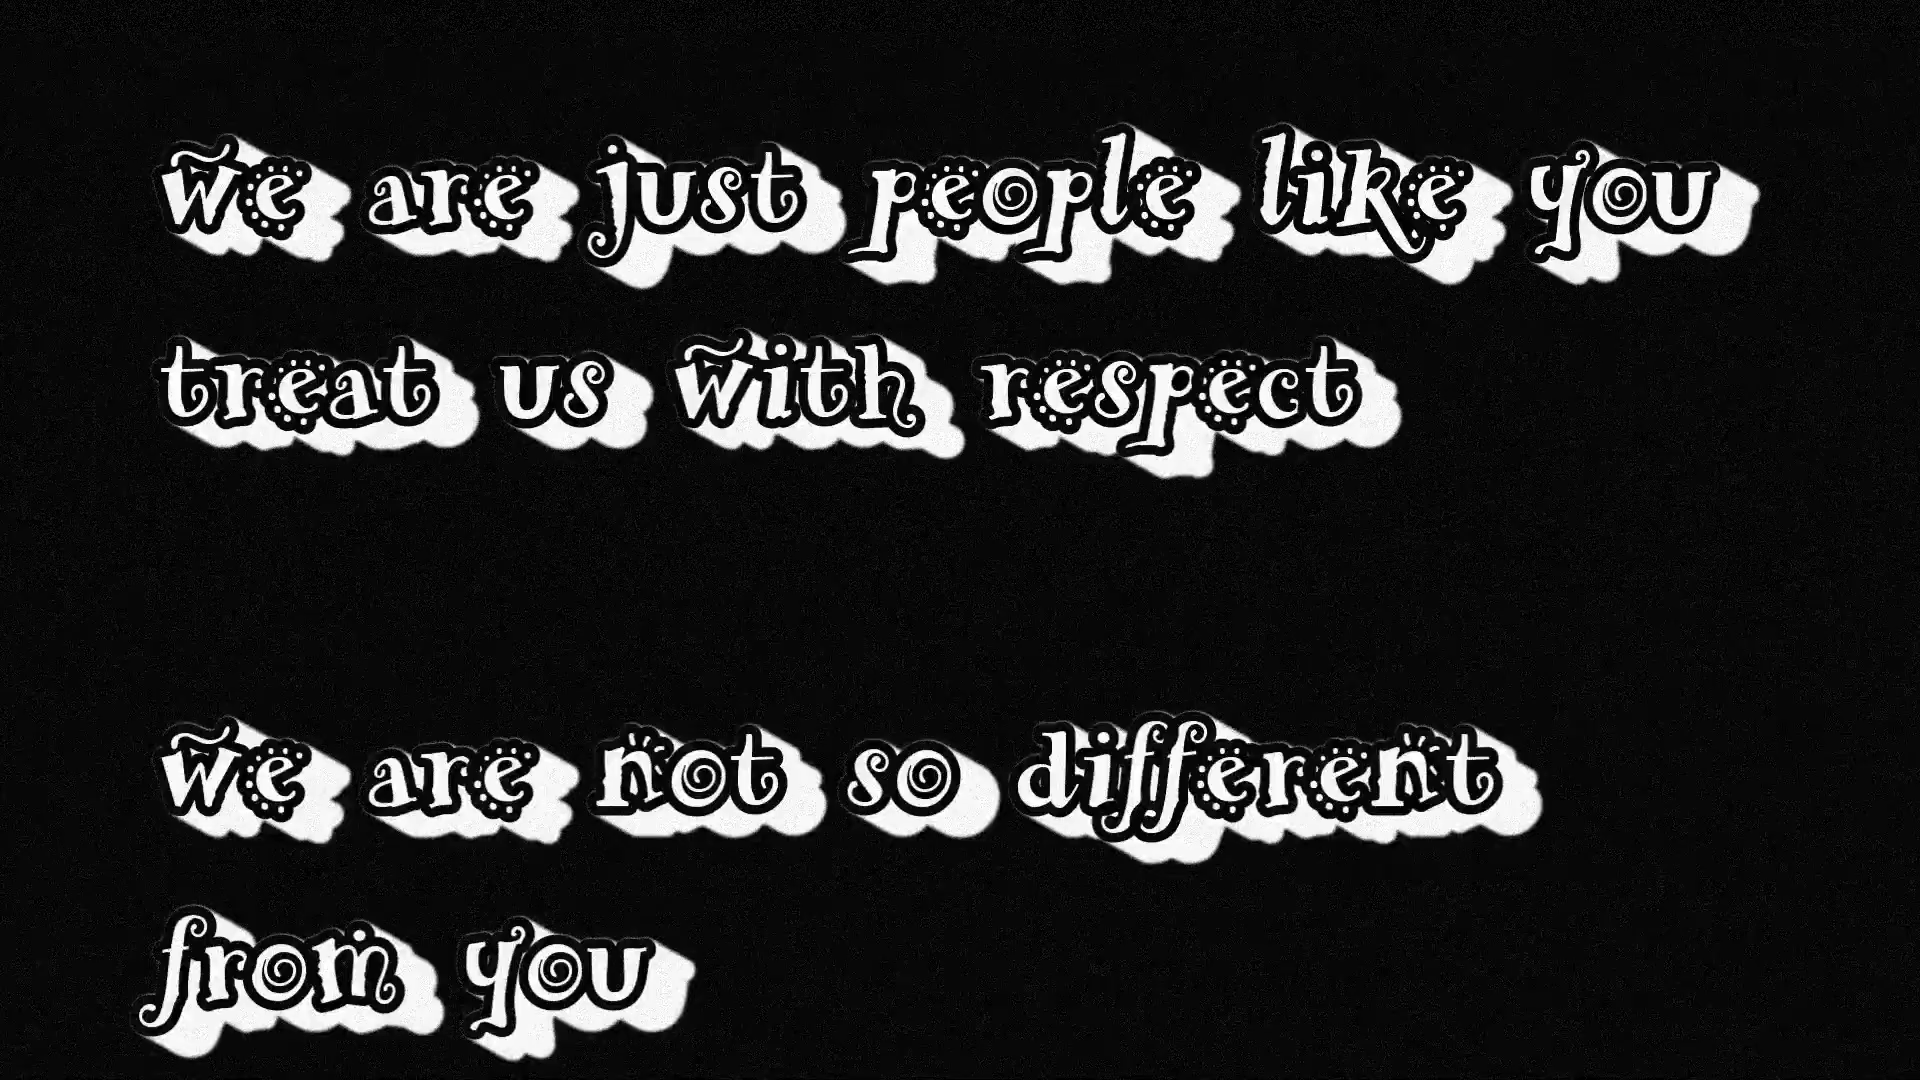 we are just people like you
treat us with respect
we are not so different
from you